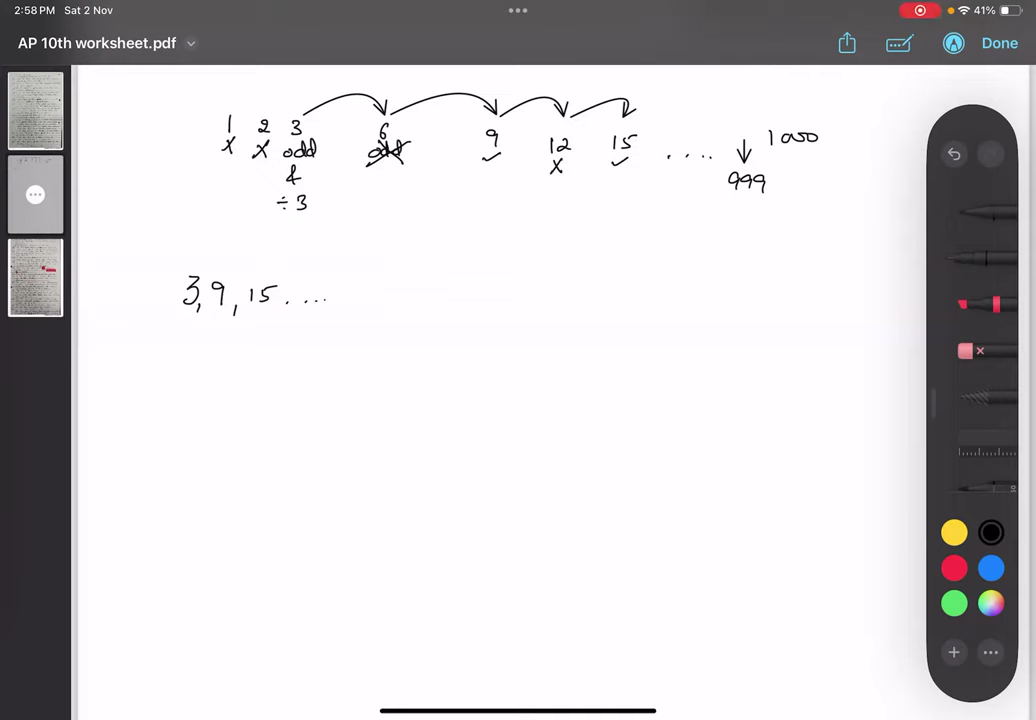 2:58 PM Sat 2 Nov
41%
AP 10th worksheet.pdf
Done
1 2 3 6 9 12 15 .... 999 1000
x x odd odd ✓ x ✓
&
÷3
3, 9, 15 ....